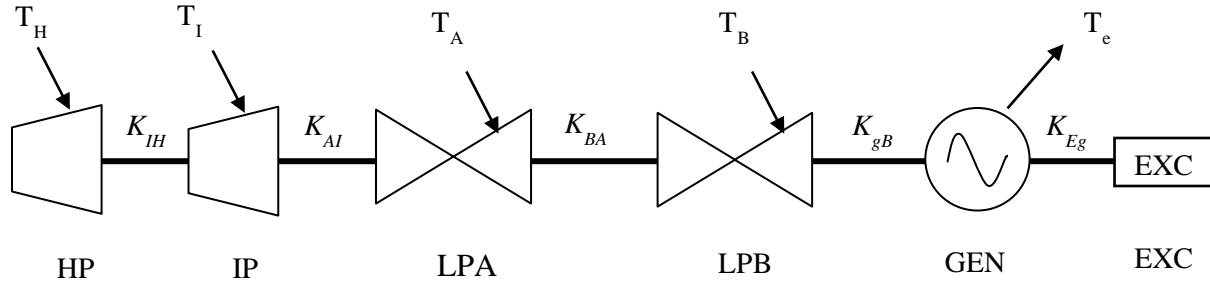 T_H T_I T_A T_B T_e
K_IH K_AI K_BA K_gB K_Eg
EXC
HP IP LPA LPB GEN EXC